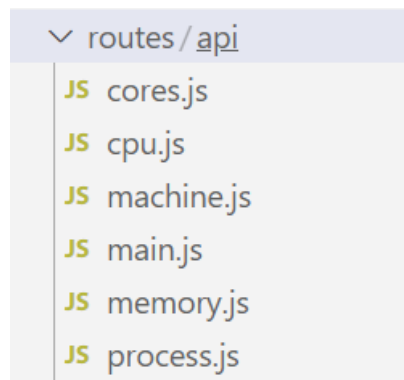 routes/api
JS cores.js
JS cpu.js
JS machine.js
JS main.js
JS memory.js
JS process.js